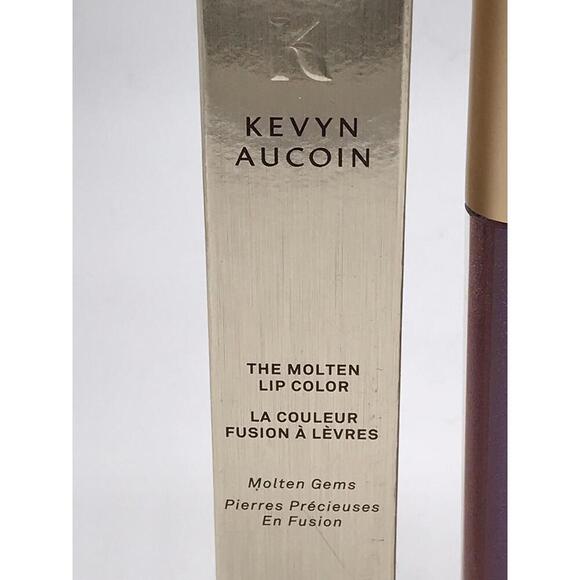 K
KEVYN
AUCOIN
THE MOLTEN
LIP COLOR
LA COULEUR
FUSION À LÈVRES
Molten Gems
Pierres Précieuses
En Fusion